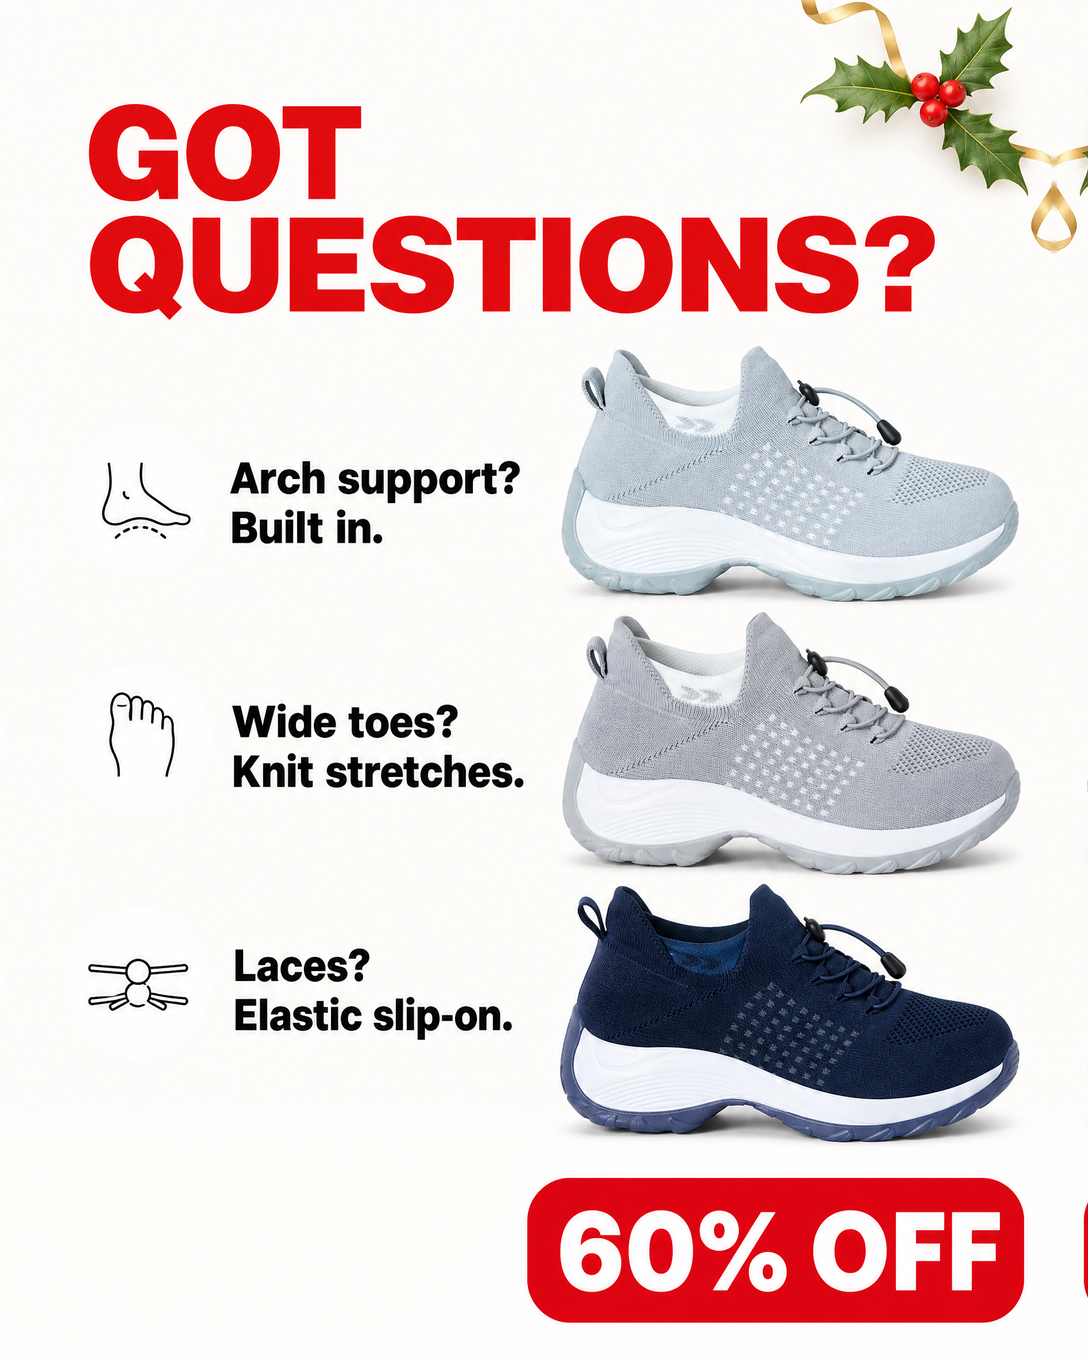 GOT
QUESTIONS?
Arch support?
Built in.
Wide toes?
Knit stretches.
Laces?
Elastic slip-on.
60% OFF